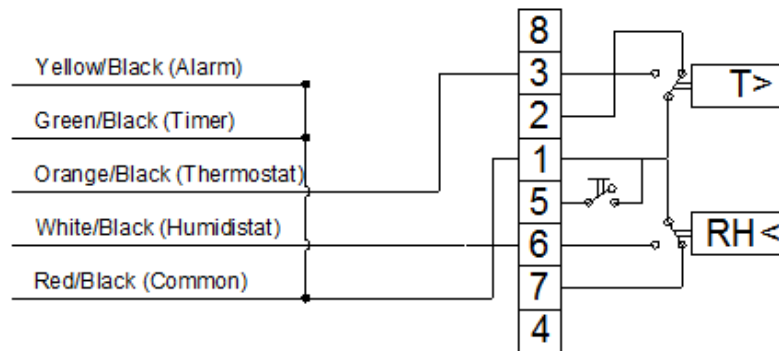 Yellow/Black (Alarm)
Green/Black (Timer)
Orange/Black (Thermostat)
White/Black (Humidistat)
Red/Black (Common)
8
3
2
1
5
6
7
4
T>
RH<